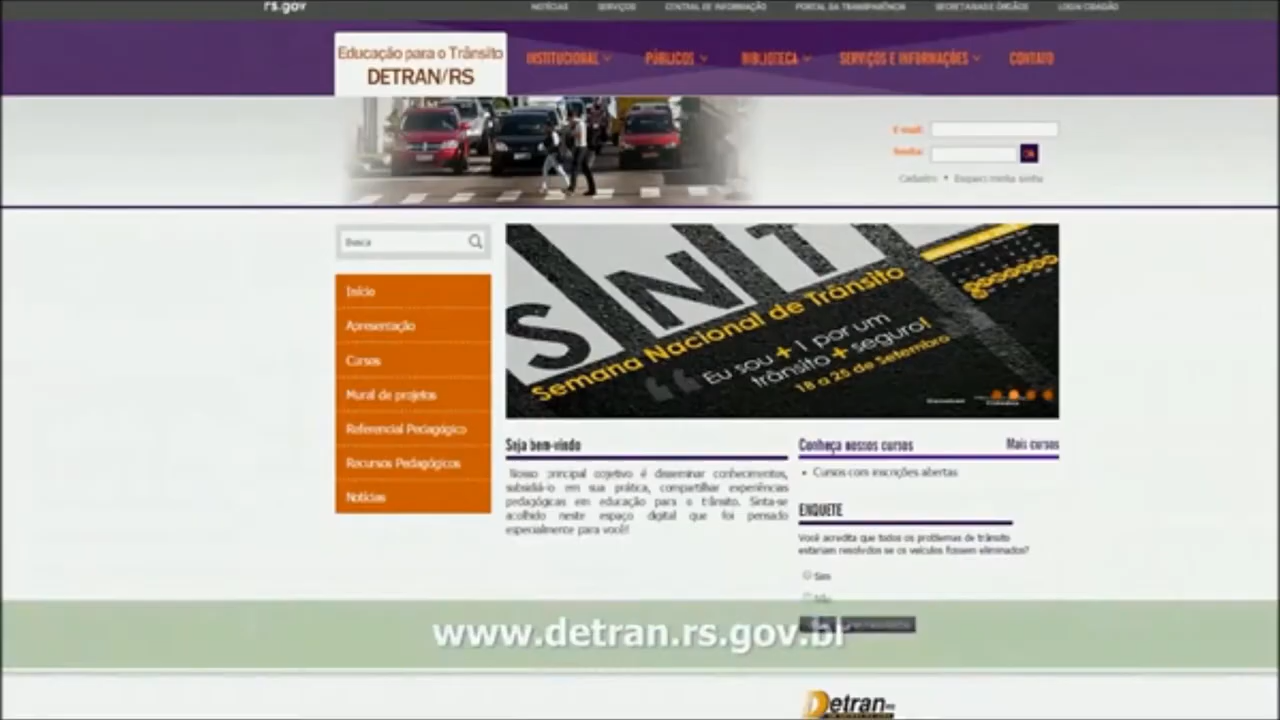 rs.gov
NOTÍCIAS SERVIÇOS CENTRAL DE INFORMAÇÃO PORTAL DA TRANSPARÊNCIA SECRETARIAS E ÓRGÃOS LOGIN CIDADÃO
Educação para o Trânsito
DETRAN/RS
INSTITUCIONAL PÚBLICOS BIBLIOTECA SERVIÇOS E INFORMAÇÕES CONTATO
E-mail:
Senha:
Cadastro • Esqueci minha senha
Busca
Início
Apresentação
Cursos
Mural de projetos
Referencial Pedagógico
Recursos Pedagógicos
Notícias
SNT
Semana Nacional de Trânsito
“Eu sou + 1 por um
trânsito + seguro!
18 a 25 de Setembro
Seja bem-vindo
Nosso principal objetivo é disseminar conhecimentos,
subsidiá-lo em sua prática, compartilhar experiências
pedagógicas em educação para o trânsito. Sinta-se
acolhido neste espaço digital que foi pensado
especialmente para você!
Conheça nossos cursos Mais cursos
• Cursos com inscrições abertas
ENQUETE
Você acredita que todos os problemas de trânsito
estariam resolvidos se os veículos fossem eliminados?
Sim
Não
www.detran.rs.gov.br
Detran RS